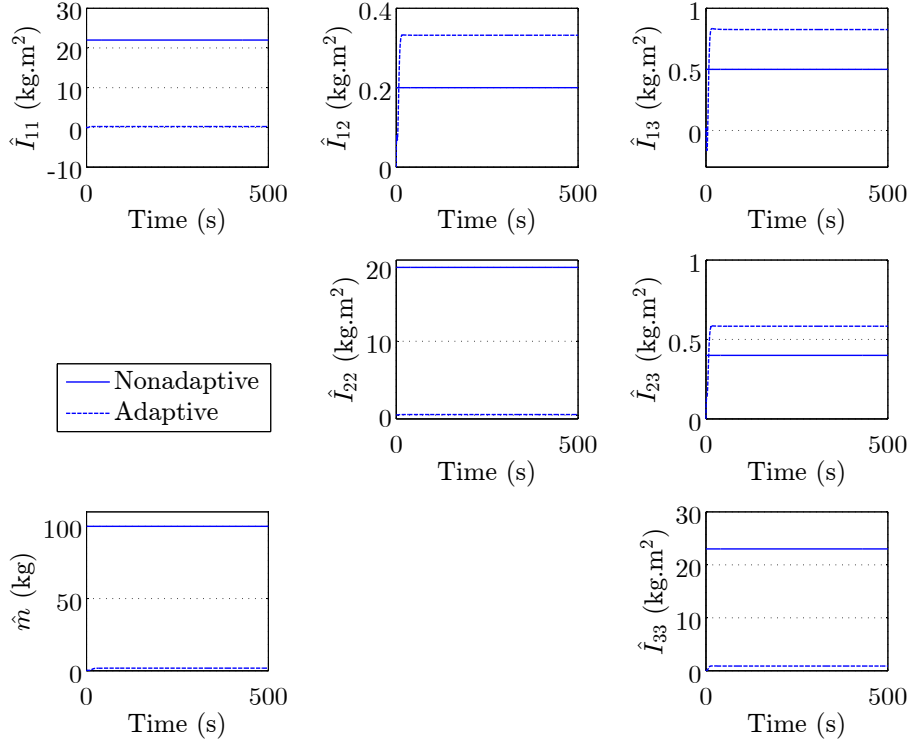 30
20
10
0
-10
Î₁₁ (kg.m²)
0 500
Time (s)
0.4
0.2
0
Î₁₂ (kg.m²)
0 500
Time (s)
1
0.5
0
Î₁₃ (kg.m²)
0 500
Time (s)
20
10
0
Î₂₂ (kg.m²)
0 500
Time (s)
1
0.5
0
Î₂₃ (kg.m²)
0 500
Time (s)
Nonadaptive
Adaptive
100
50
0
m̂ (kg)
0 500
Time (s)
30
20
10
0
Î₃₃ (kg.m²)
0 500
Time (s)